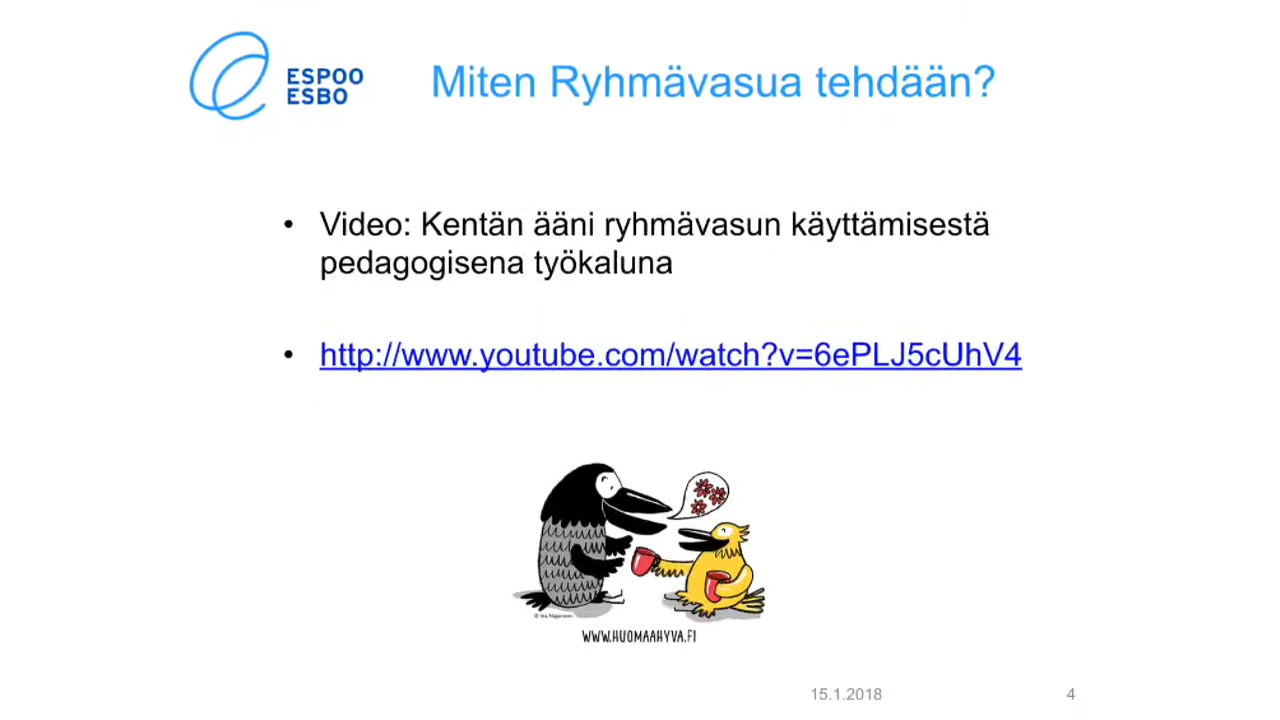 ESPOO
ESBO
Miten Ryhmävasua tehdään?
• Video: Kentän ääni ryhmävasun käyttämisestä
pedagogisena työkaluna
• http://www.youtube.com/watch?v=6ePLJ5cUhV4
WWW.HUOMAAHYVA.FI
15.1.2018
4